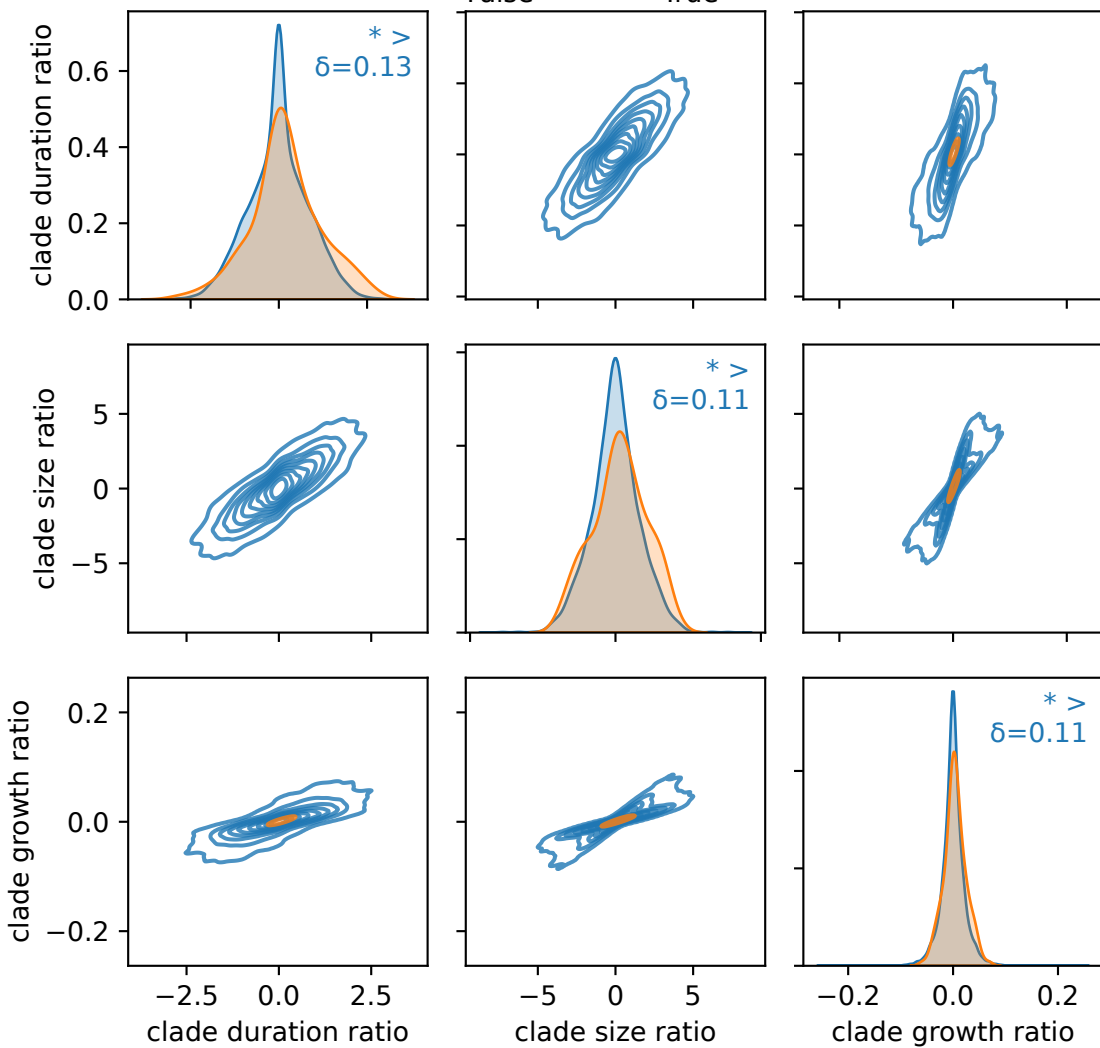 False True
clade duration ratio
0.6
0.4
0.2
0.0
* >
δ=0.13
clade size ratio
5
0
−5
* >
δ=0.11
clade growth ratio
0.2
0.0
−0.2
* >
δ=0.11
−2.5 0.0 2.5
clade duration ratio
−5 0 5
clade size ratio
−0.2 0.0 0.2
clade growth ratio